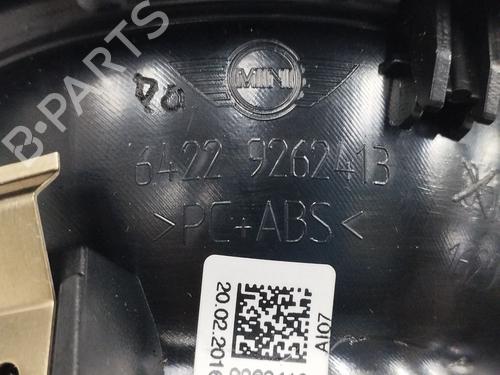 MINI
6422 9262413
>PC+ABS<
20.02.2016
AI07
B-PARTS